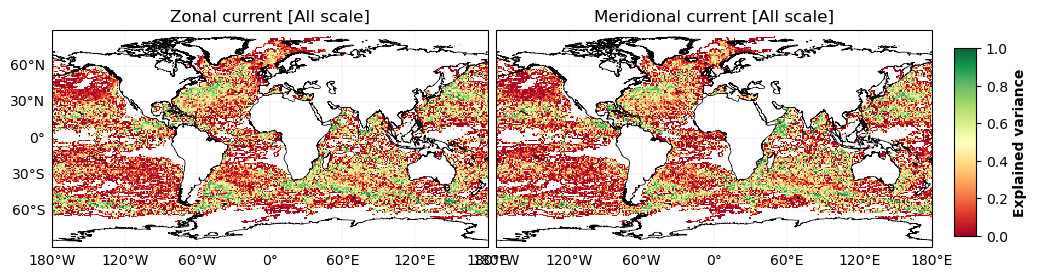 Zonal current [All scale]
Meridional current [All scale]
60°N
30°N
0°
30°S
60°S
180°W 120°W 60°W 0° 60°E 120°E 180°E
180°W 120°W 60°W 0° 60°E 120°E 180°E
1.0
0.8
0.6
0.4
0.2
0.0
Explained variance